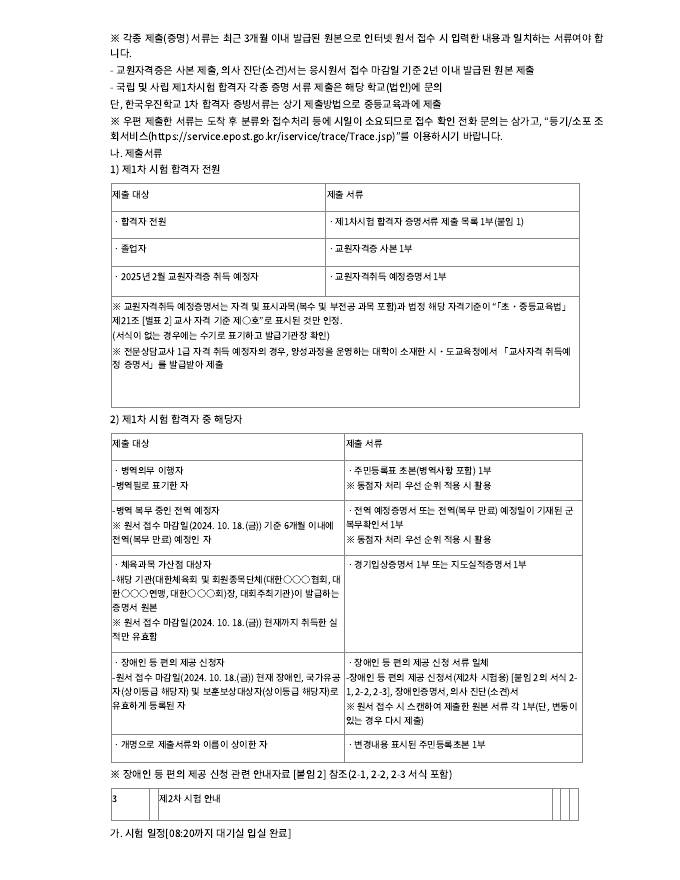 ※ 각종 제출(증명) 서류는 최근 3개월 이내 발급된 원본으로 인터넷 원서 접수 시 입력한 내용과 일치하는 서류여야 합
니다.
- 교원자격증은 사본 제출, 의사 진단(소견)서는 응시원서 접수 마감일 기준 2년 이내 발급된 원본 제출
- 국립 및 사립 제1차시험 합격자 각종 증명 서류 제출은 해당 학교(법인)에 문의
단, 한국우진학교 1차 합격자 증빙서류는 상기 제출방법으로 중등교육과에 제출
※ 우편 제출한 서류는 도착 후 분류와 접수처리 등에 시일이 소요되므로 접수 확인 전화 문의는 삼가고, “등기/소포 조
회서비스(https://service.epost.go.kr/iservice/trace/Trace.jsp)”를 이용하시기 바랍니다.
나. 제출서류
1) 제1차 시험 합격자 전원
제출 대상
제출 서류
· 합격자 전원
· 제1차시험 합격자 증명서류 제출 목록 1부(붙임 1)
· 졸업자
· 교원자격증 사본 1부
· 2025년 2월 교원자격증 취득 예정자
· 교원자격취득 예정증명서 1부
※ 교원자격취득 예정증명서는 자격 및 표시과목(복수 및 부전공 과목 포함)과 법정 해당 자격기준이 “「초・중등교육법」
제21조 [별표 2] 교사 자격 기준 제○호”로 표시된 것만 인정.
(서식이 없는 경우에는 수기로 표기하고 발급기관장 확인)
※ 전문상담교사 1급 자격 취득 예정자의 경우, 양성과정을 운영하는 대학이 소재한 시・도교육청에서 「교사자격 취득예
정 증명서」를 발급받아 제출
2) 제1차 시험 합격자 중 해당자
제출 대상
제출 서류
· 병역의무 이행자
-병역필로 표기한 자
· 주민등록표 초본(병역사항 포함) 1부
※ 동점자 처리 우선 순위 적용 시 활용
-병역 복무 중인 전역 예정자
※ 원서 접수 마감일(2024. 10. 18.(금)) 기준 6개월 이내에
전역(복무 만료) 예정인 자
· 전역 예정증명서 또는 전역(복무 만료) 예정일이 기재된 군
복무확인서 1부
※ 동점자 처리 우선 순위 적용 시 활용
· 체육과목 가산점 대상자
-해당 기관(대한체육회 및 회원종목단체(대한○○○협회, 대
한○○○연맹, 대한○○○회)장, 대회주최기관)이 발급하는
증명서 원본
※ 원서 접수 마감일(2024. 10. 18.(금)) 현재까지 취득한 실
적만 유효함
· 경기입상증명서 1부 또는 지도실적증명서 1부
· 장애인 등 편의 제공 신청자
-원서 접수 마감일(2024. 10. 18.(금)) 현재 장애인, 국가유공
자(상이등급 해당자) 및 보훈보상대상자(상이등급 해당자)로
유효하게 등록된 자
· 장애인 등 편의 제공 신청 서류 일체
-장애인 등 편의 제공 신청서(제2차 시험용) [붙임 2의 서식 2-
1, 2-2, 2-3], 장애인증명서, 의사 진단(소견)서
※ 원서 접수 시 스캔하여 제출한 원본 서류 각 1부(단, 변동이
있는 경우 다시 제출)
· 개명으로 제출서류와 이름이 상이한 자
· 변경내용 표시된 주민등록초본 1부
※ 장애인 등 편의 제공 신청 관련 안내자료 [붙임 2] 참조(2-1, 2-2, 2-3 서식 포함)
3
제2차 시험 안내
가. 시험 일정[08:20까지 대기실 입실 완료]